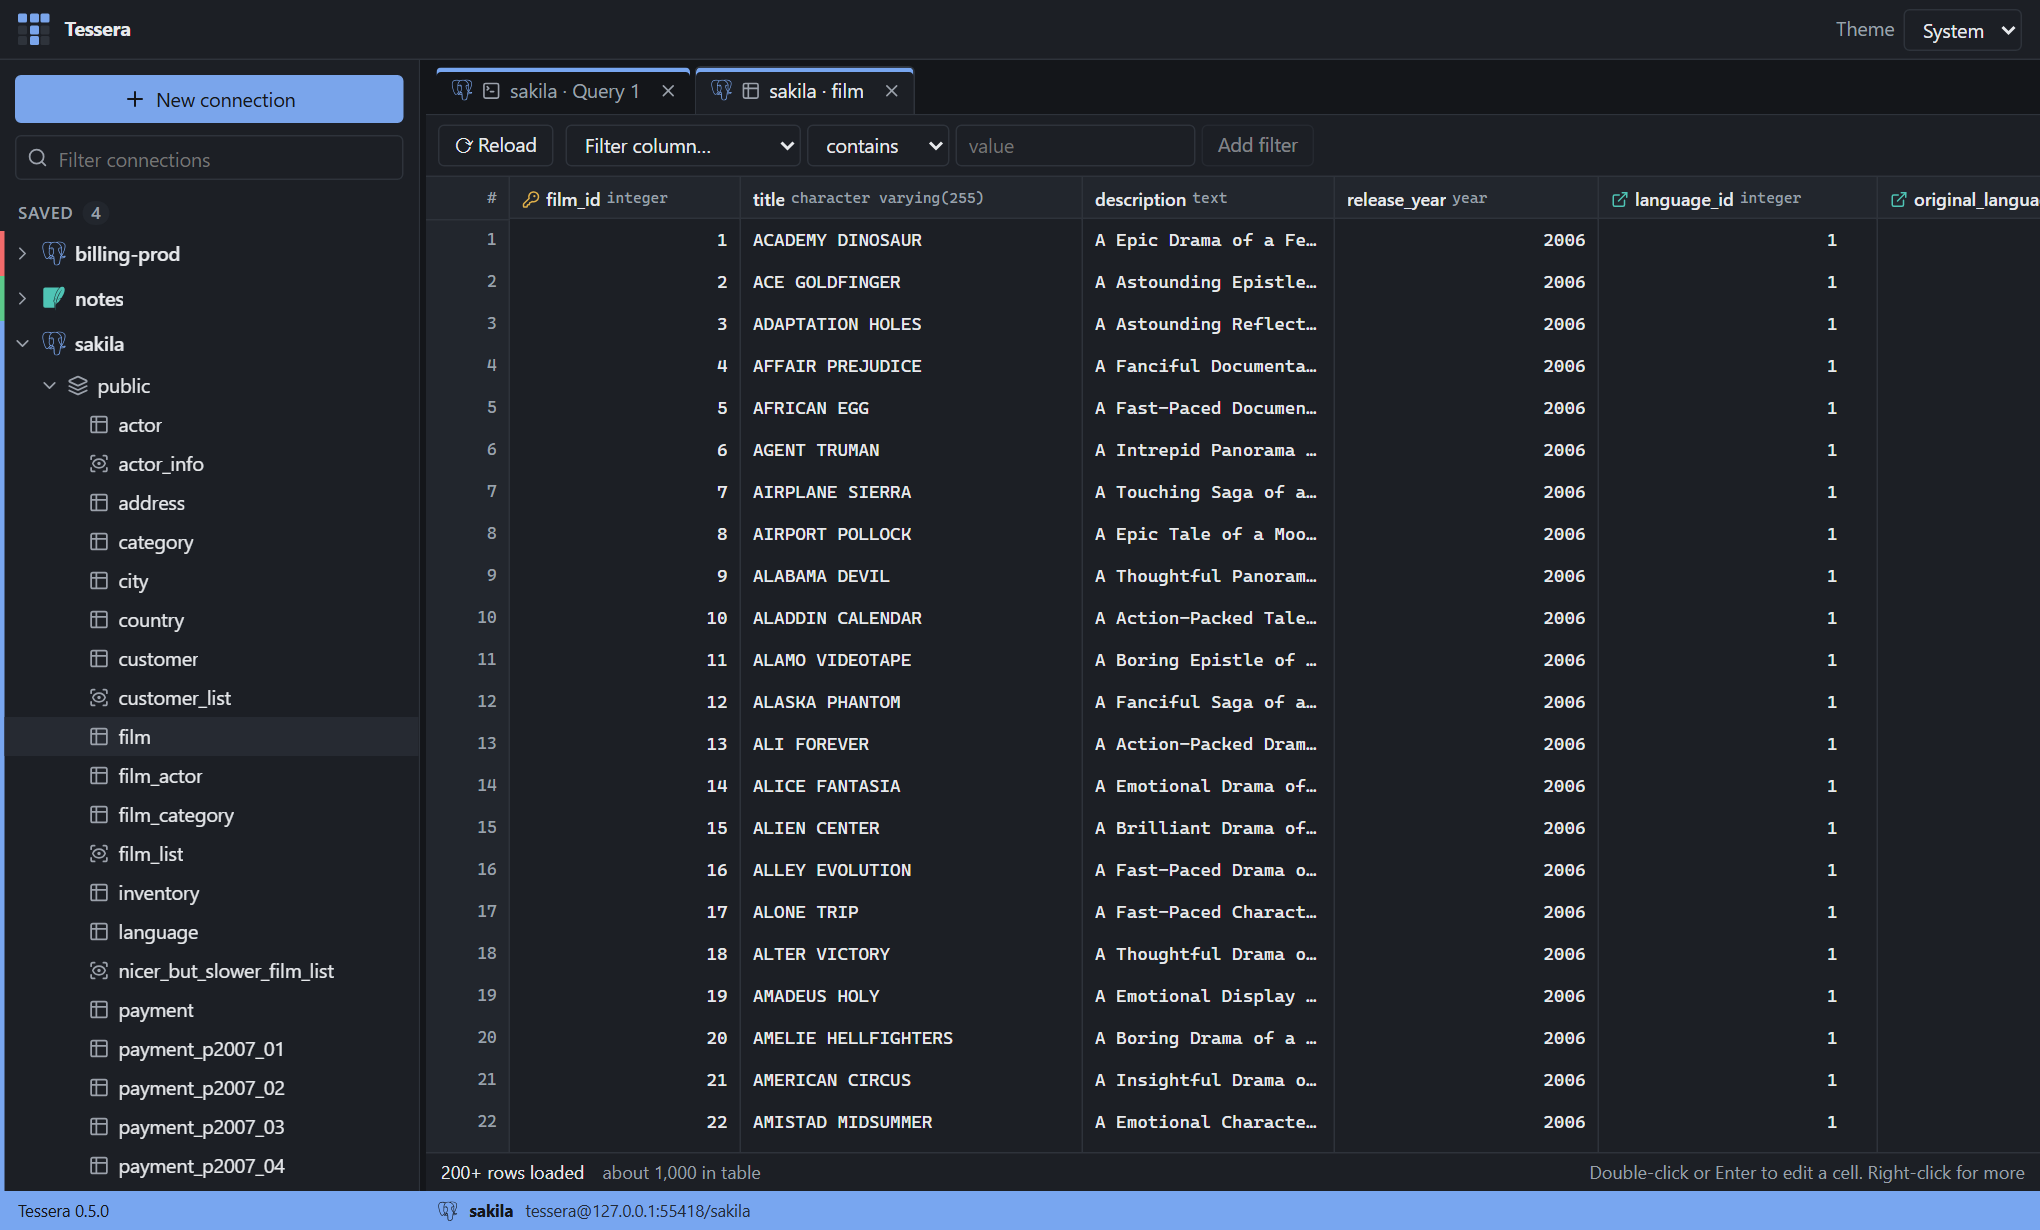 Tessera
Theme System
New connection
Filter connections
SAVED 4
billing-prod
notes
sakila
public
actor
actor_info
address
category
city
country
customer
customer_list
film
film_actor
film_category
film_list
inventory
language
nicer_but_slower_film_list
payment
payment_p2007_01
payment_p2007_02
payment_p2007_03
payment_p2007_04
sakila · Query 1
sakila · film
Reload Filter column... contains value Add filter
# film_id integer title character varying(255) description text release_year year language_id integer original_langua
1 1 ACADEMY DINOSAUR A Epic Drama of a Fe… 2006 1
2 2 ACE GOLDFINGER A Astounding Epistle… 2006 1
3 3 ADAPTATION HOLES A Astounding Reflect… 2006 1
4 4 AFFAIR PREJUDICE A Fanciful Documenta… 2006 1
5 5 AFRICAN EGG A Fast-Paced Documen… 2006 1
6 6 AGENT TRUMAN A Intrepid Panorama … 2006 1
7 7 AIRPLANE SIERRA A Touching Saga of a… 2006 1
8 8 AIRPORT POLLOCK A Epic Tale of a Moo… 2006 1
9 9 ALABAMA DEVIL A Thoughtful Panoram… 2006 1
10 10 ALADDIN CALENDAR A Action-Packed Tale… 2006 1
11 11 ALAMO VIDEOTAPE A Boring Epistle of … 2006 1
12 12 ALASKA PHANTOM A Fanciful Saga of a… 2006 1
13 13 ALI FOREVER A Action-Packed Dram… 2006 1
14 14 ALICE FANTASIA A Emotional Drama of… 2006 1
15 15 ALIEN CENTER A Brilliant Drama of… 2006 1
16 16 ALLEY EVOLUTION A Fast-Paced Drama o… 2006 1
17 17 ALONE TRIP A Fast-Paced Charact… 2006 1
18 18 ALTER VICTORY A Thoughtful Drama o… 2006 1
19 19 AMADEUS HOLY A Emotional Display … 2006 1
20 20 AMELIE HELLFIGHTERS A Boring Drama of a … 2006 1
21 21 AMERICAN CIRCUS A Insightful Drama o… 2006 1
22 22 AMISTAD MIDSUMMER A Emotional Characte… 2006 1
200+ rows loaded about 1,000 in table Double-click or Enter to edit a cell. Right-click for more
Tessera 0.5.0 sakila tessera@127.0.0.1:55418/sakila